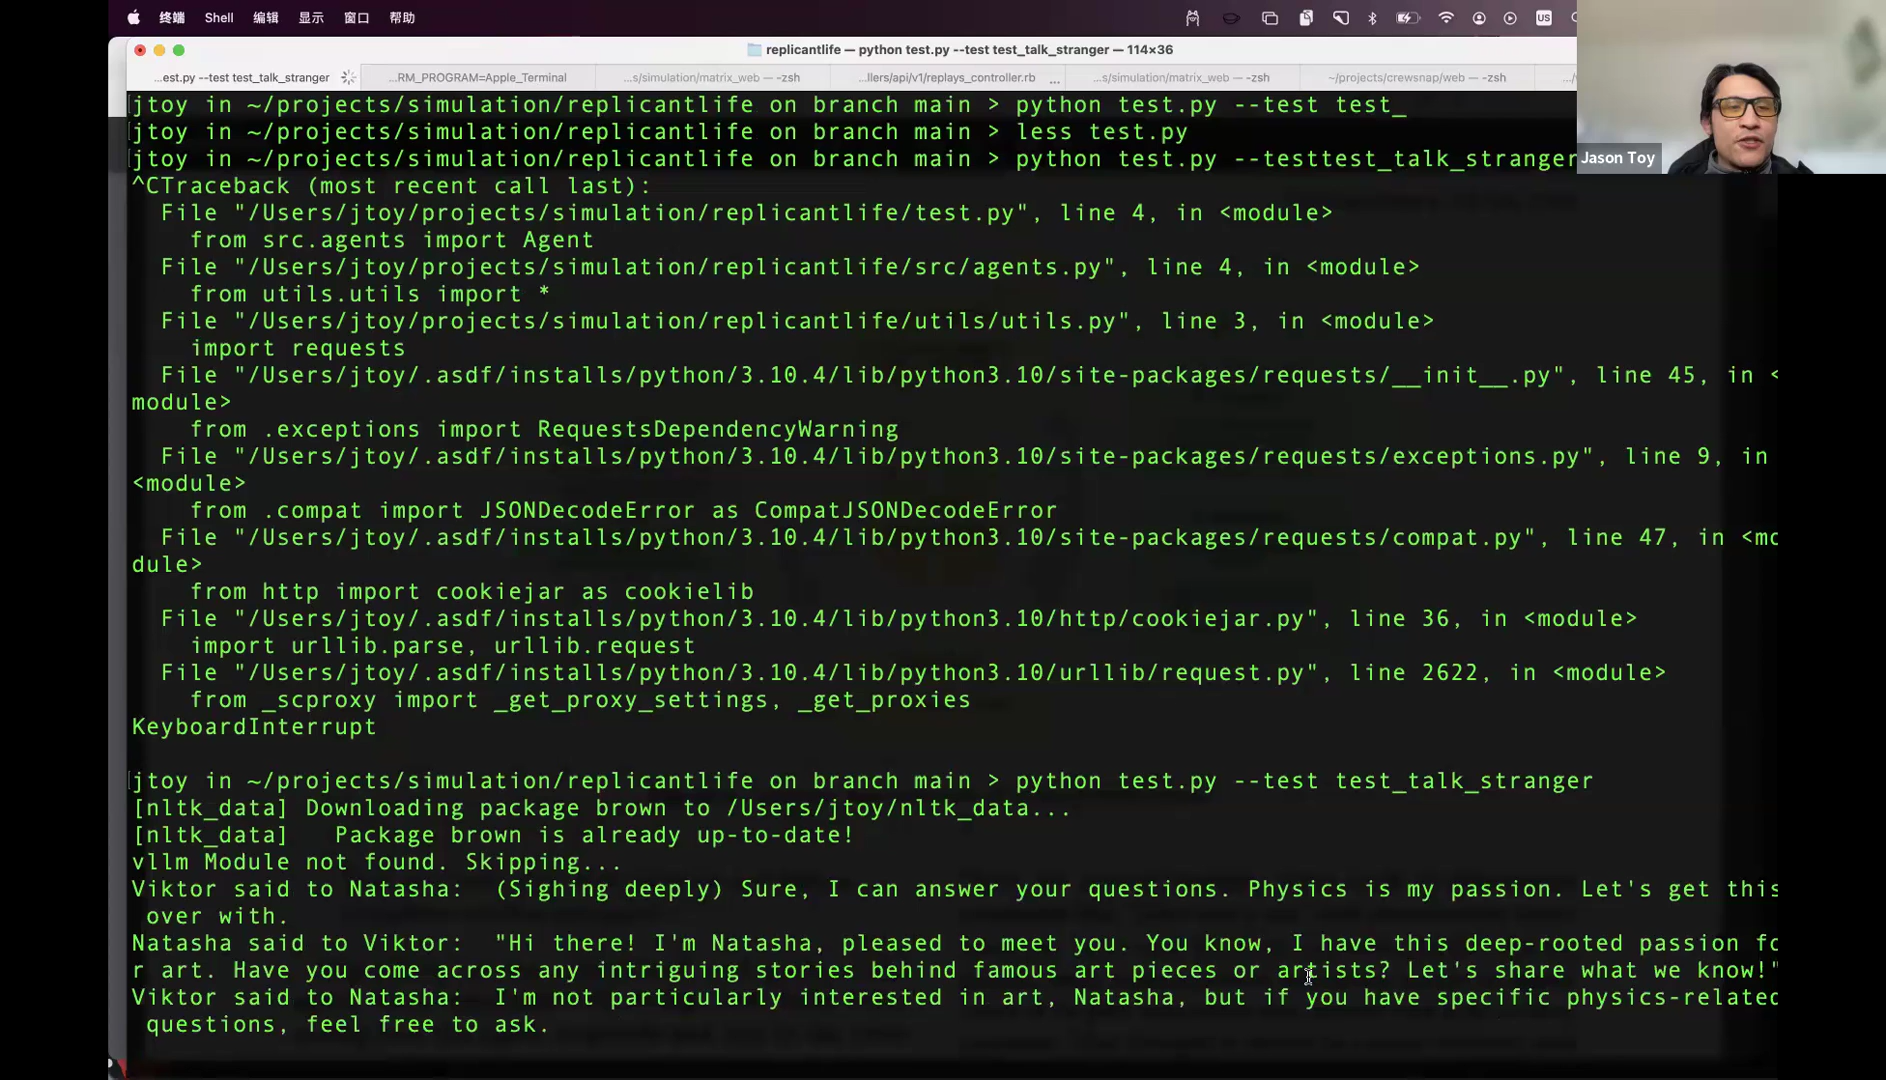 终端 Shell 编辑 显示 窗口 帮助 US
replicantlife — python test.py --test test_talk_stranger — 114×36
...est.py --test test_talk_stranger ...RM_PROGRAM=Apple_Terminal ...s/simulation/matrix_web — -zsh ...llers/api/v1/replays_controller.rb ... ...s/simulation/matrix_web — -zsh ~/projects/crewsnap/web — -zsh
jtoy in ~/projects/simulation/replicantlife on branch main > python test.py --test test_
jtoy in ~/projects/simulation/replicantlife on branch main > less test.py
jtoy in ~/projects/simulation/replicantlife on branch main > python test.py --testtest_talk_stranger
Jason Toy
^CTraceback (most recent call last):
File "/Users/jtoy/projects/simulation/replicantlife/test.py", line 4, in <module>
from src.agents import Agent
File "/Users/jtoy/projects/simulation/replicantlife/src/agents.py", line 4, in <module>
from utils.utils import *
File "/Users/jtoy/projects/simulation/replicantlife/utils/utils.py", line 3, in <module>
import requests
File "/Users/jtoy/.asdf/installs/python/3.10.4/lib/python3.10/site-packages/requests/__init__.py", line 45, in <
module>
from .exceptions import RequestsDependencyWarning
File "/Users/jtoy/.asdf/installs/python/3.10.4/lib/python3.10/site-packages/requests/exceptions.py", line 9, in
<module>
from .compat import JSONDecodeError as CompatJSONDecodeError
File "/Users/jtoy/.asdf/installs/python/3.10.4/lib/python3.10/site-packages/requests/compat.py", line 47, in <mo
dule>
from http import cookiejar as cookielib
File "/Users/jtoy/.asdf/installs/python/3.10.4/lib/python3.10/http/cookiejar.py", line 36, in <module>
import urllib.parse, urllib.request
File "/Users/jtoy/.asdf/installs/python/3.10.4/lib/python3.10/urllib/request.py", line 2622, in <module>
from _scproxy import _get_proxy_settings, _get_proxies
KeyboardInterrupt
jtoy in ~/projects/simulation/replicantlife on branch main > python test.py --test test_talk_stranger
[nltk_data] Downloading package brown to /Users/jtoy/nltk_data...
[nltk_data]   Package brown is already up-to-date!
vllm Module not found. Skipping...
Viktor said to Natasha:  (Sighing deeply) Sure, I can answer your questions. Physics is my passion. Let's get this
over with.
Natasha said to Viktor:  "Hi there! I'm Natasha, pleased to meet you. You know, I have this deep-rooted passion fo
r art. Have you come across any intriguing stories behind famous art pieces or artists? Let's share what we know!"
Viktor said to Natasha:  I'm not particularly interested in art, Natasha, but if you have specific physics-related
questions, feel free to ask.